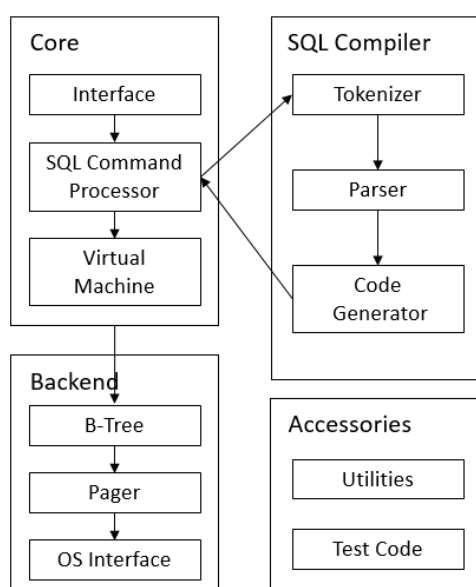 Core
Interface
SQL Command
Processor
Virtual
Machine
SQL Compiler
Tokenizer
Parser
Code
Generator
Backend
B-Tree
Pager
OS Interface
Accessories
Utilities
Test Code